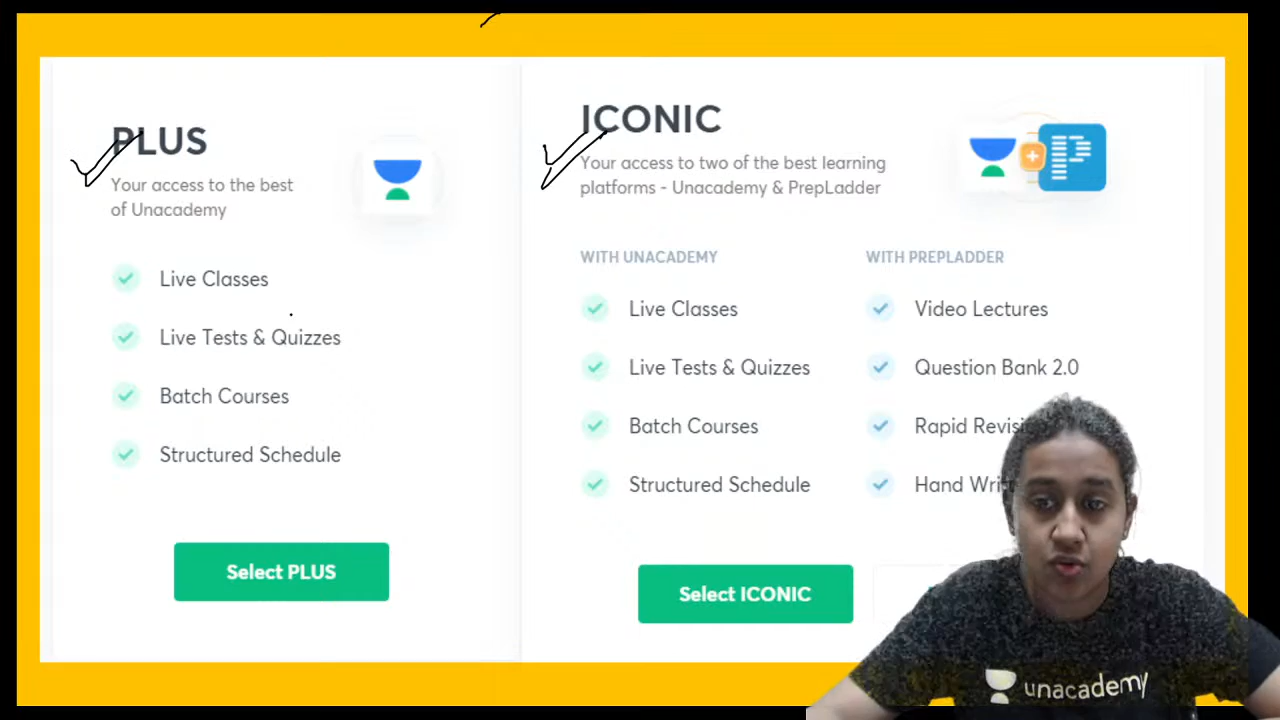 PLUS
Your access to the best
of Unacademy
Live Classes
Live Tests & Quizzes
Batch Courses
Structured Schedule
Select PLUS
ICONIC
Your access to two of the best learning
platforms - Unacademy & PrepLadder
WITH UNACADEMY
Live Classes
Live Tests & Quizzes
Batch Courses
Structured Schedule
WITH PREPLADDER
Video Lectures
Question Bank 2.0
Rapid
Hand
Select ICONIC
unacademy